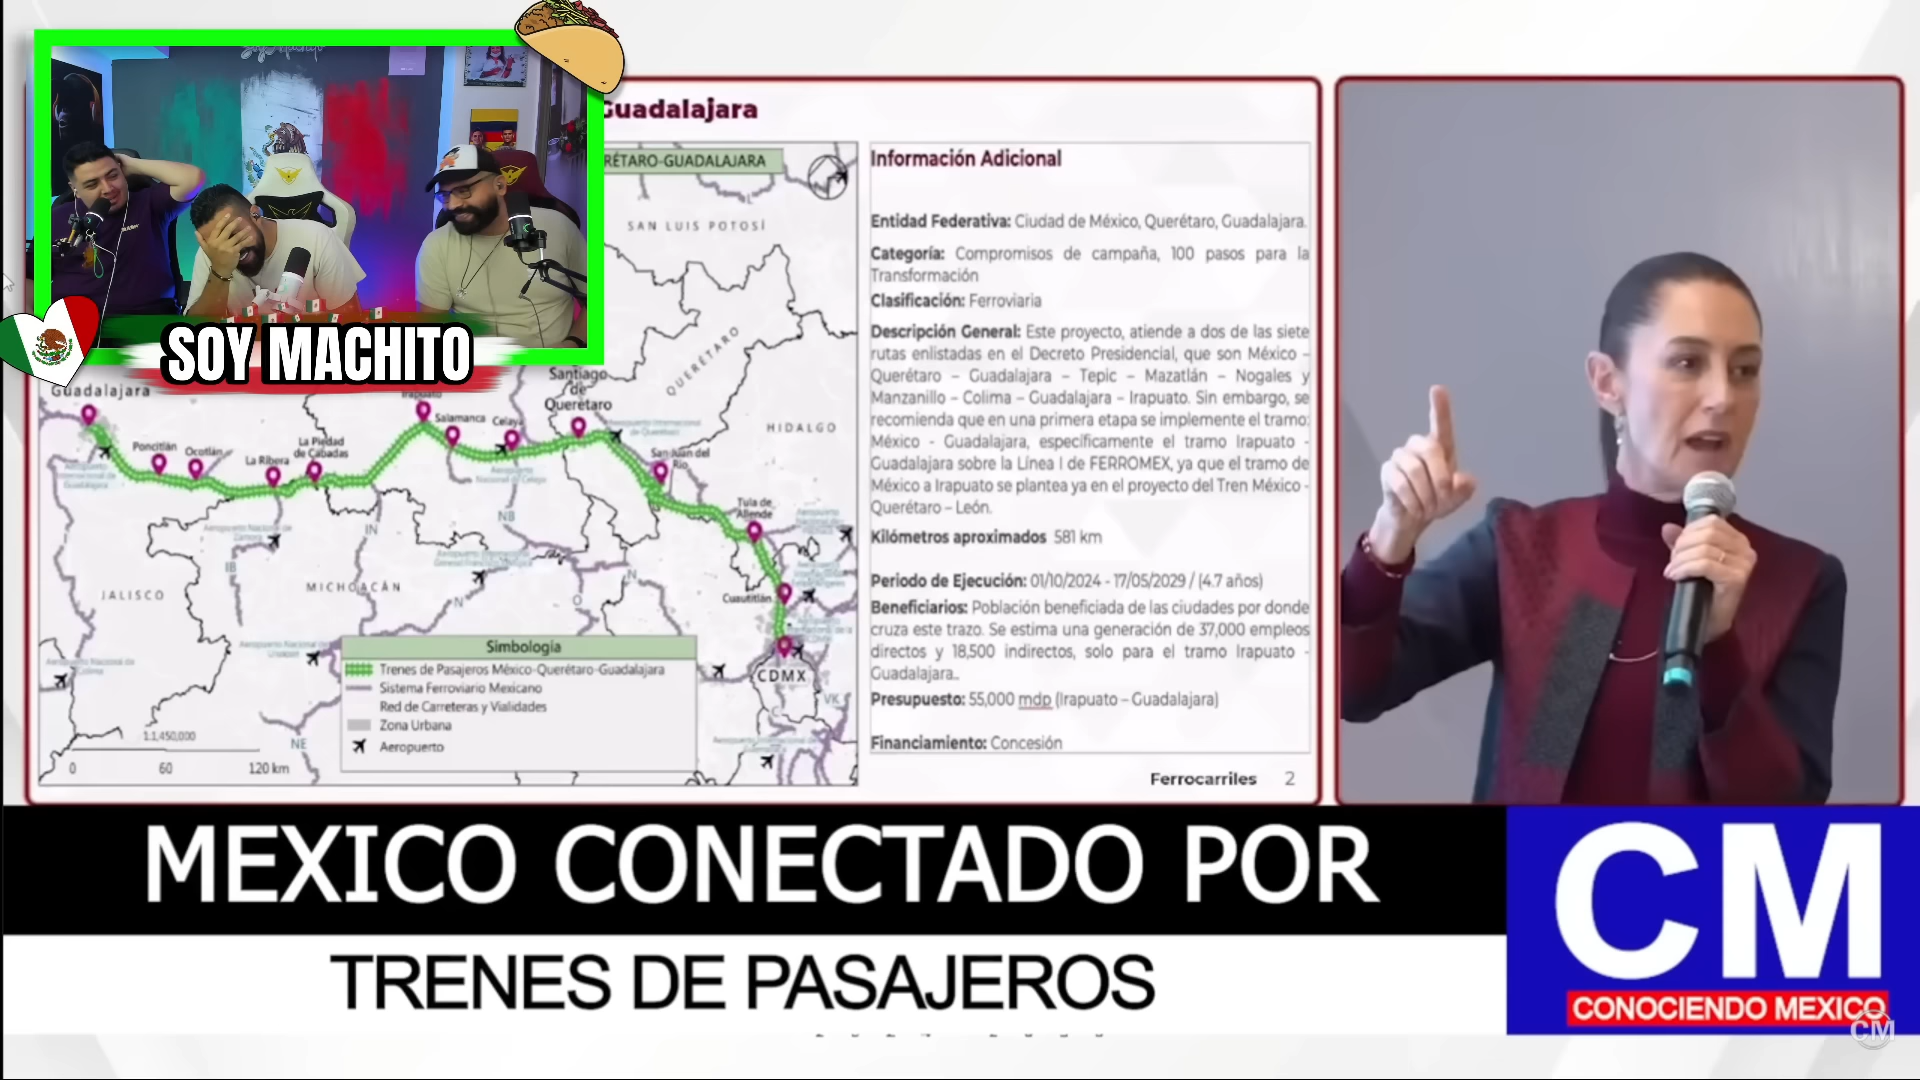 SOY MACHITO
Guadalajara
RÉTARO-GUADALAJARA
SAN LUIS POTOSÍ
QUERÉTARO
HIDALGO
Guadalajara
Poncitlán
Ocotlán
La Ribera
La Piedad
de Cabadas
Irapuato
Salamanca
Celaya
Santiago
de
Querétaro
San Juan del
Río
Tula de
Allende
Cuautitlán
CDMX
JALISCO
MICHOACÁN
IN
NB
IB
N
N
O
NE
VK
1:1,450,000
0 60 120 km
Simbología
Trenes de Pasajeros México-Querétaro-Guadalajara
Sistema Ferroviario Mexicano
Red de Carreteras y Vialidades
Zona Urbana
Aeropuerto
Información Adicional
Entidad Federativa: Ciudad de México, Querétaro, Guadalajara.
Categoría: Compromisos de campaña, 100 pasos para la
Transformación
Clasificación: Ferroviaria
Descripción General: Este proyecto, atiende a dos de las siete
rutas enlistadas en el Decreto Presidencial, que son México –
Querétaro – Guadalajara – Tepic – Mazatlán – Nogales y
Manzanillo – Colima – Guadalajara – Irapuato. Sin embargo, se
recomienda que en una primera etapa se implemente el tramo:
México - Guadalajara, específicamente el tramo Irapuato -
Guadalajara sobre la Línea I de FERROMEX, ya que el tramo de
México a Irapuato se plantea ya en el proyecto del Tren México -
Querétaro – León.
Kilómetros aproximados 581 km
Periodo de Ejecución: 01/10/2024 - 17/05/2029 / (4.7 años)
Beneficiarios: Población beneficiada de las ciudades por donde
cruza este trazo. Se estima una generación de 37,000 empleos
directos y 18,500 indirectos, solo para el tramo Irapuato -
Guadalajara..
Presupuesto: 55,000 mdp (Irapuato – Guadalajara)
Financiamiento: Concesión
Ferrocarriles 2
MEXICO CONECTADO POR
TRENES DE PASAJEROS
CM
CONOCIENDO MEXICO
CM